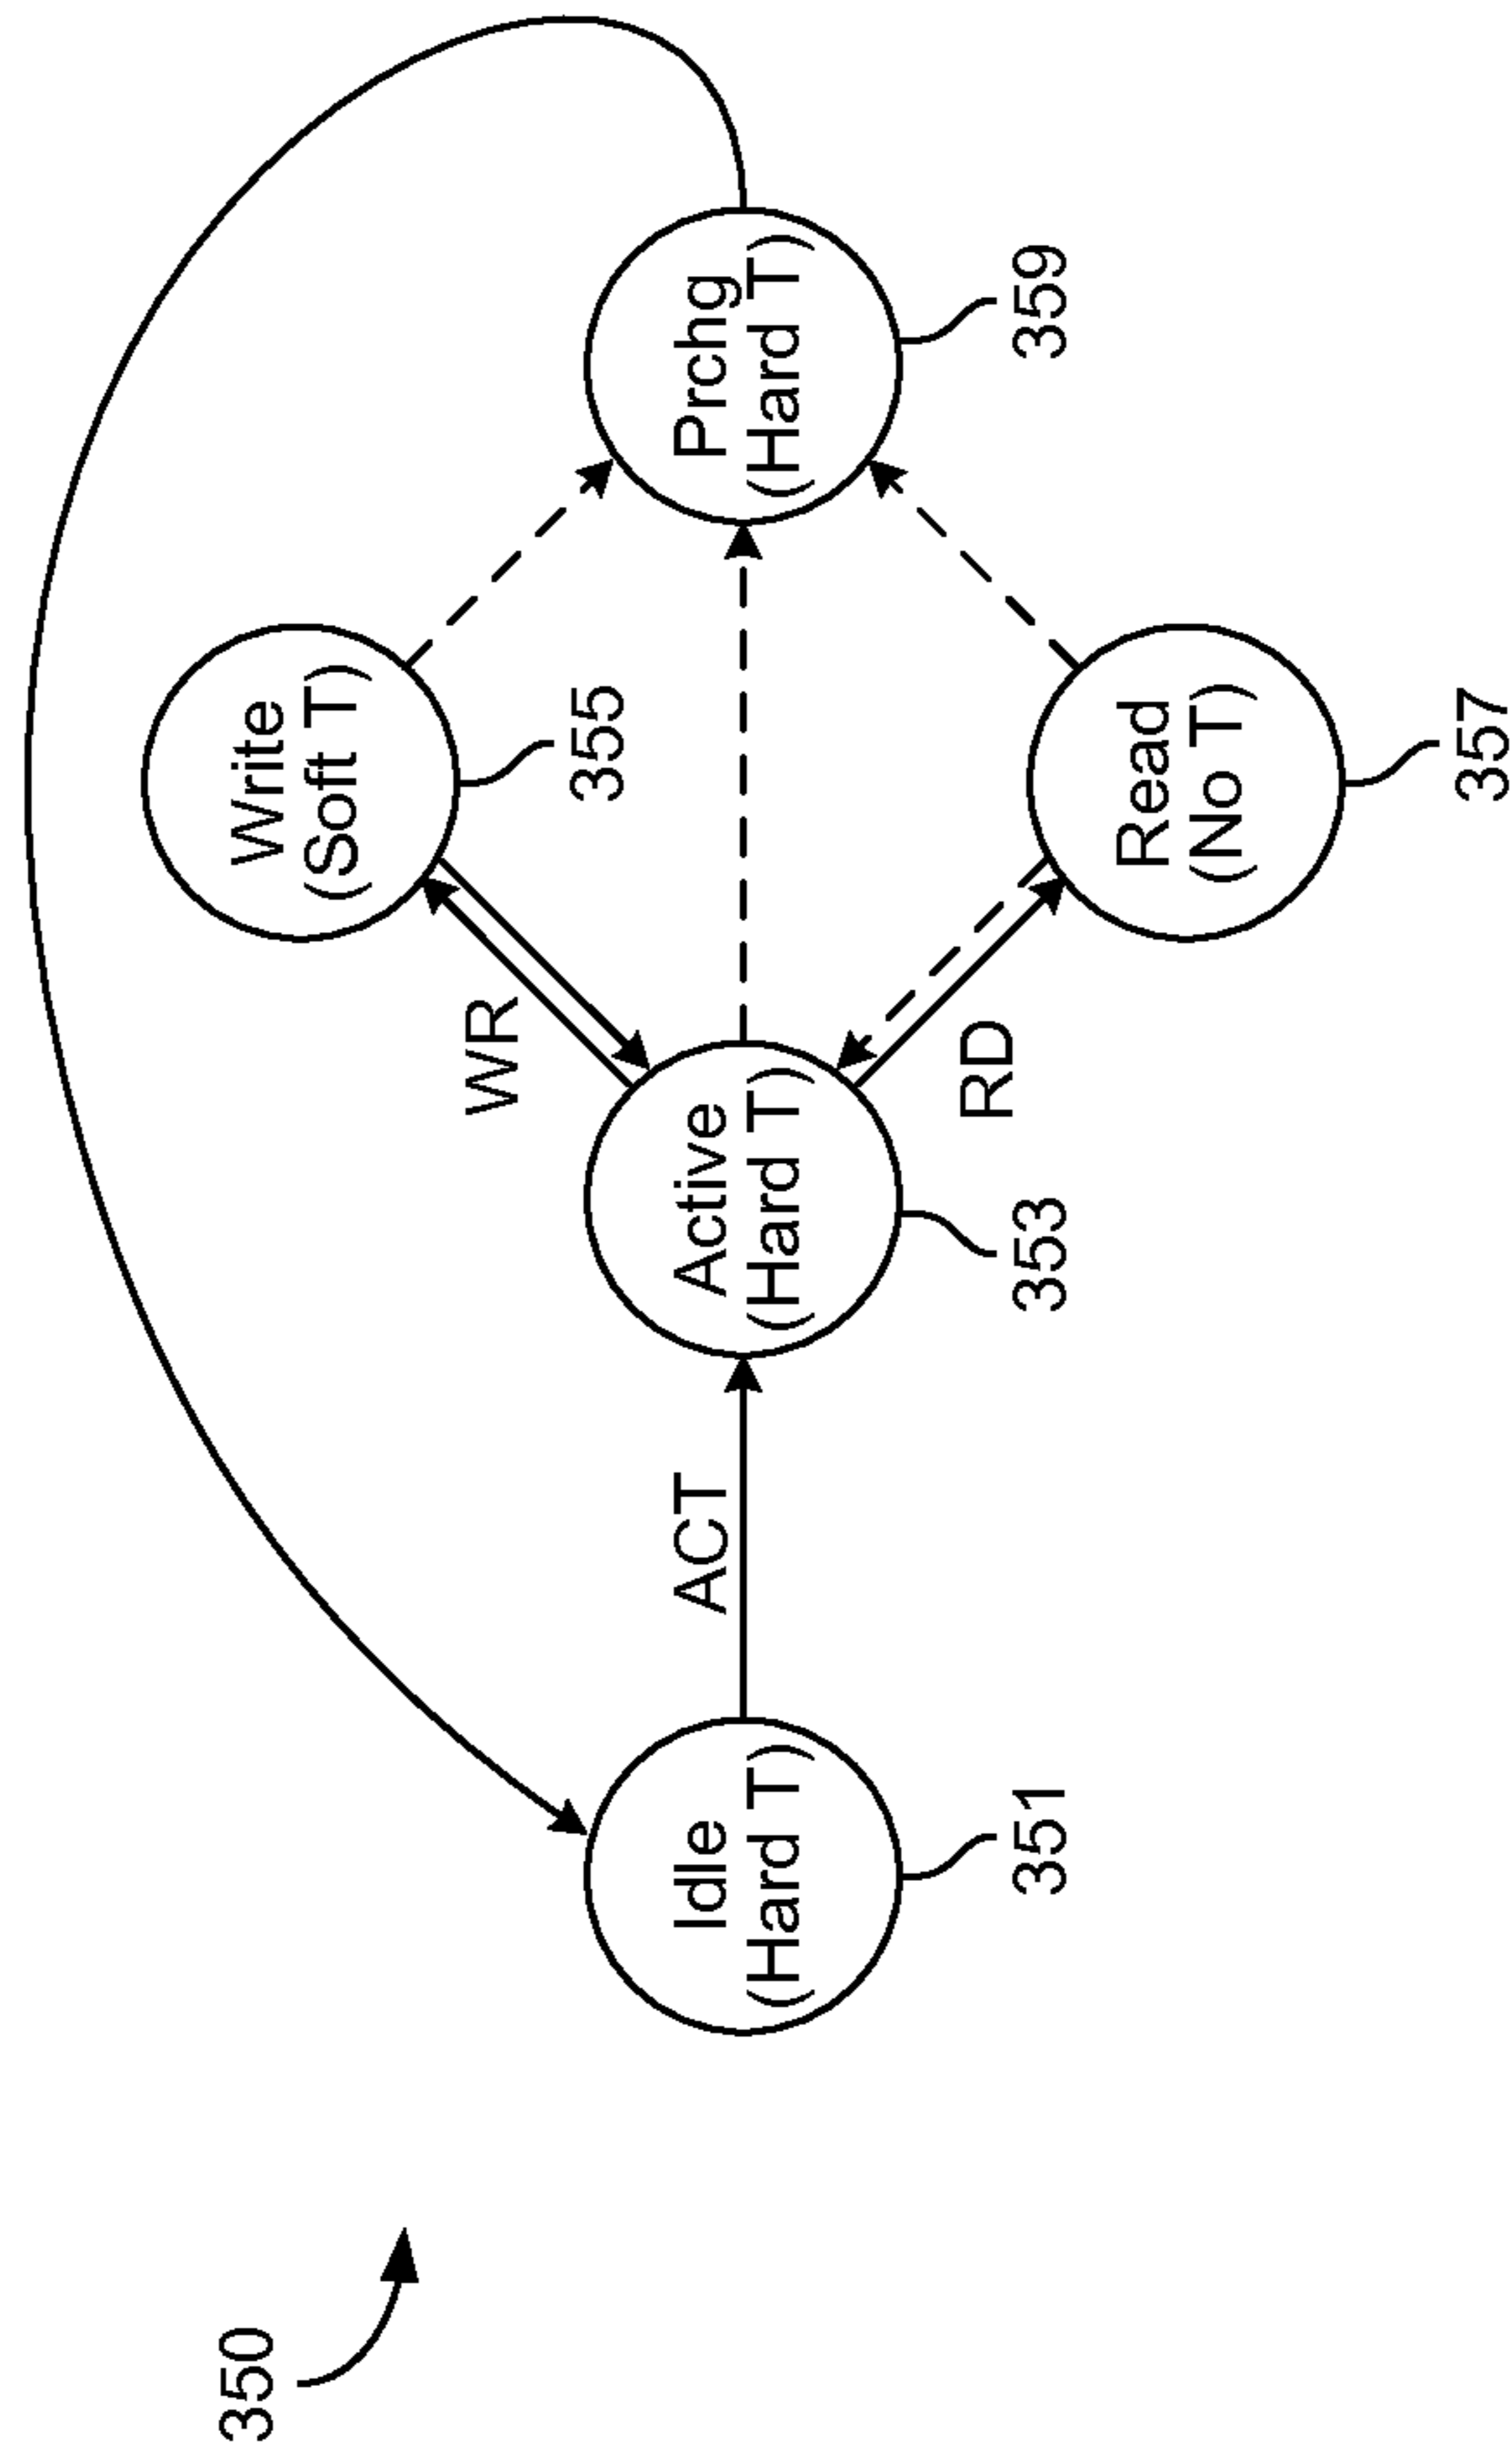 350
Idle
(Hard T)
351
ACT
Active
(Hard T)
353
WR
RD
Write
(Soft T)
355
Read
(No T)
357
Prchg
(Hard T)
359